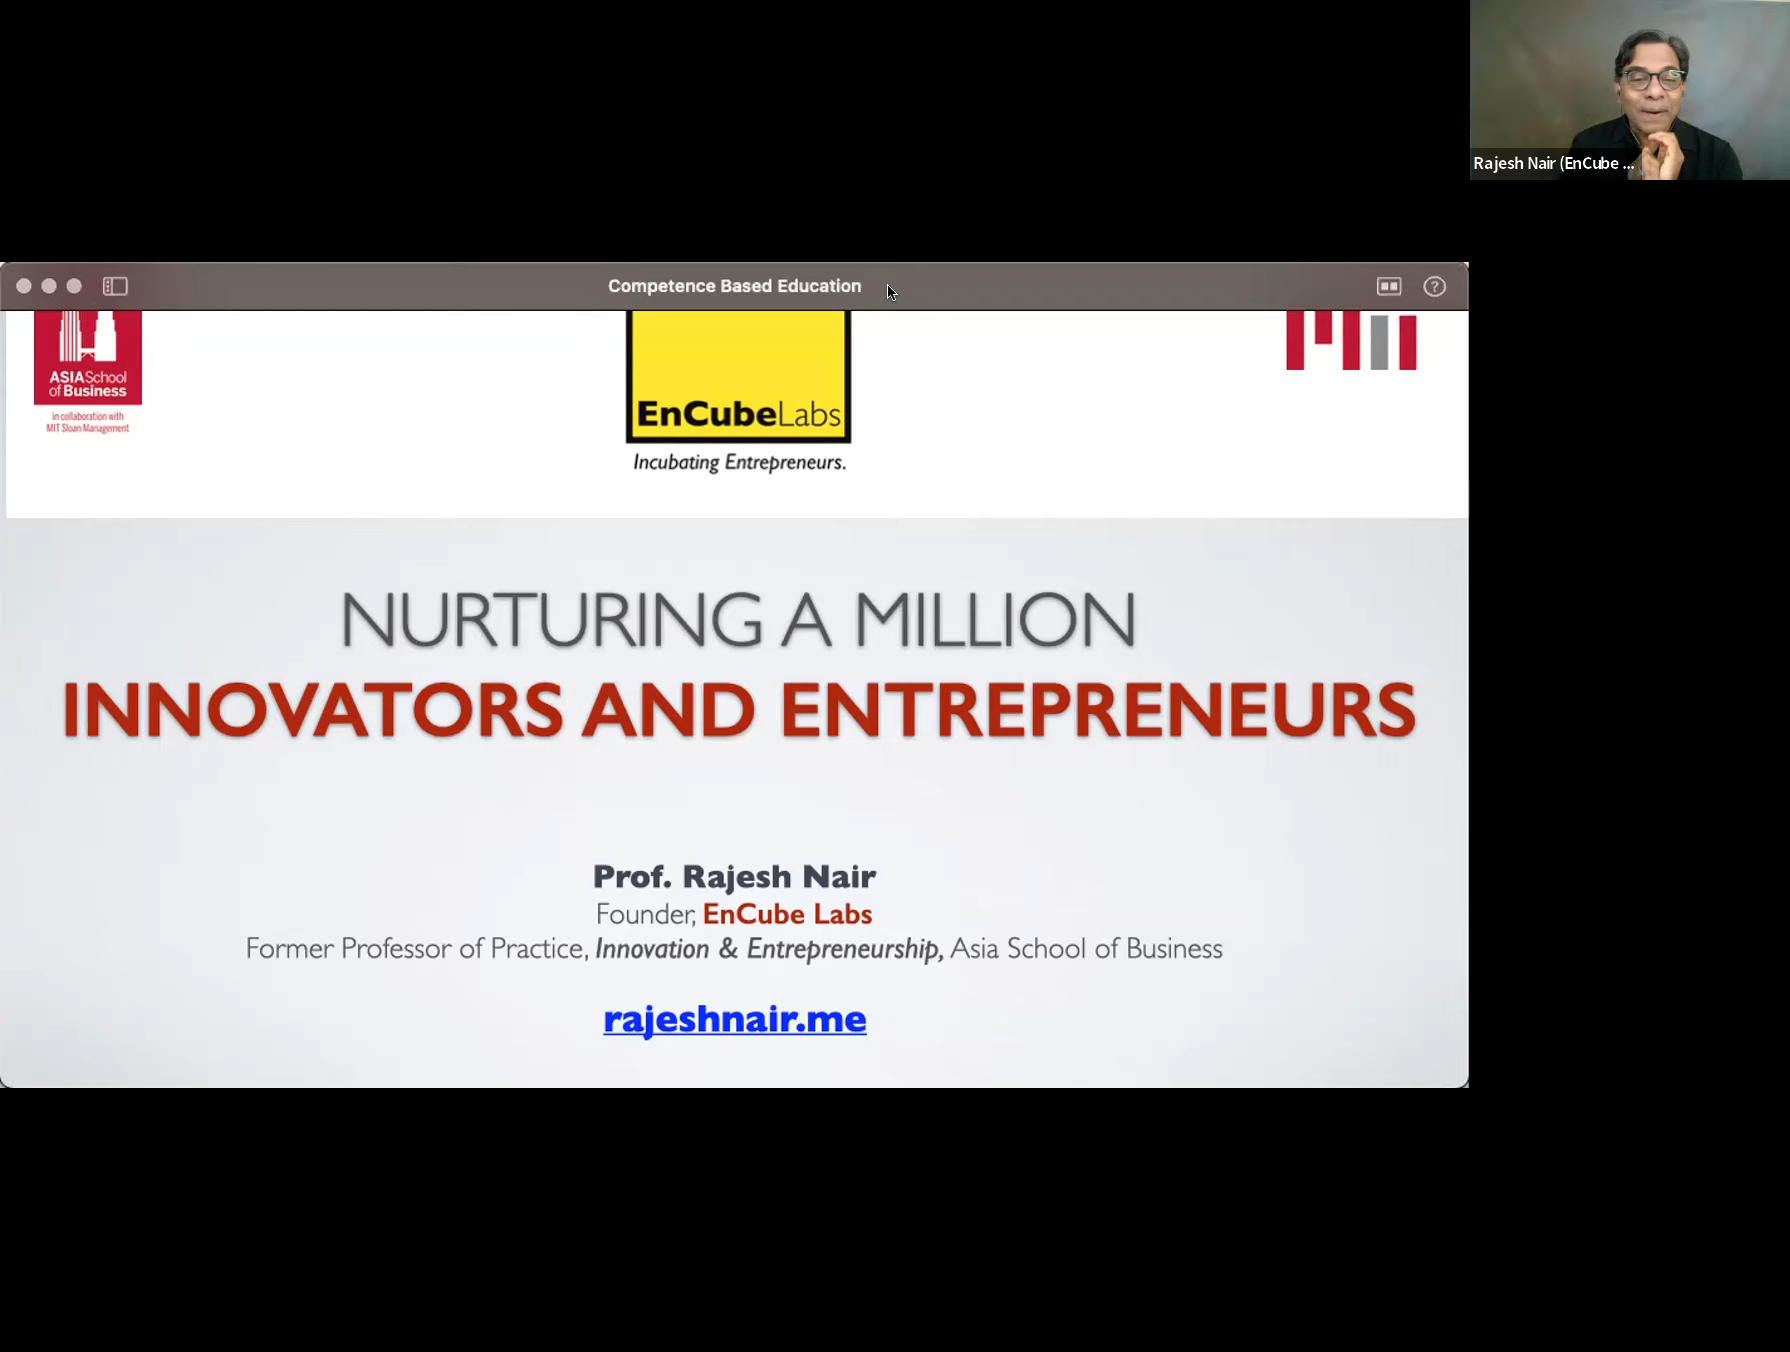 Rajesh Nair (EnCube ...
Competence Based Education
ASIA School
of Business
in collaboration with
MIT Sloan Management
EnCubeLabs
Incubating Entrepreneurs.
NURTURING A MILLION
INNOVATORS AND ENTREPRENEURS
Prof. Rajesh Nair
Founder, EnCube Labs
Former Professor of Practice, Innovation & Entrepreneurship, Asia School of Business
rajeshnair.me